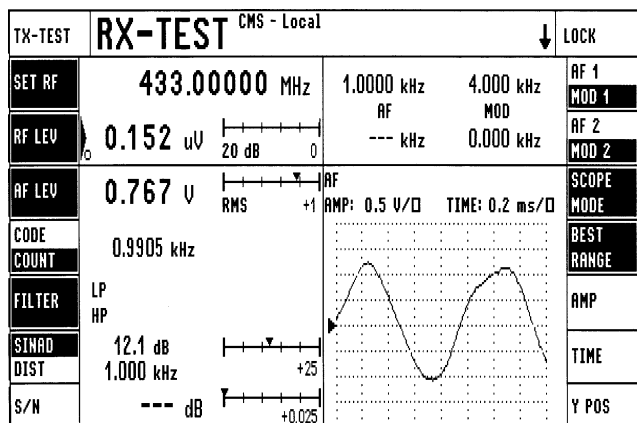 TX-TEST
RX-TEST
CMS - Local
LOCK
SET RF
433.00000 MHz
1.0000 kHz
4.000 kHz
AF 1
MOD 1
AF
MOD
RF LEV
0.152 uV
20 dB
0
--- kHz
0.000 kHz
AF 2
MOD 2
AF LEV
0.767 V
RMS
+1
AF
AMP: 0.5 V/□
TIME: 0.2 ms/□
SCOPE
MODE
CODE
COUNT
0.9905 kHz
BEST
RANGE
FILTER
LP
HP
AMP
SINAD
DIST
12.1 dB
1.000 kHz
+25
TIME
S/N
--- dB
+0.025
Y POS